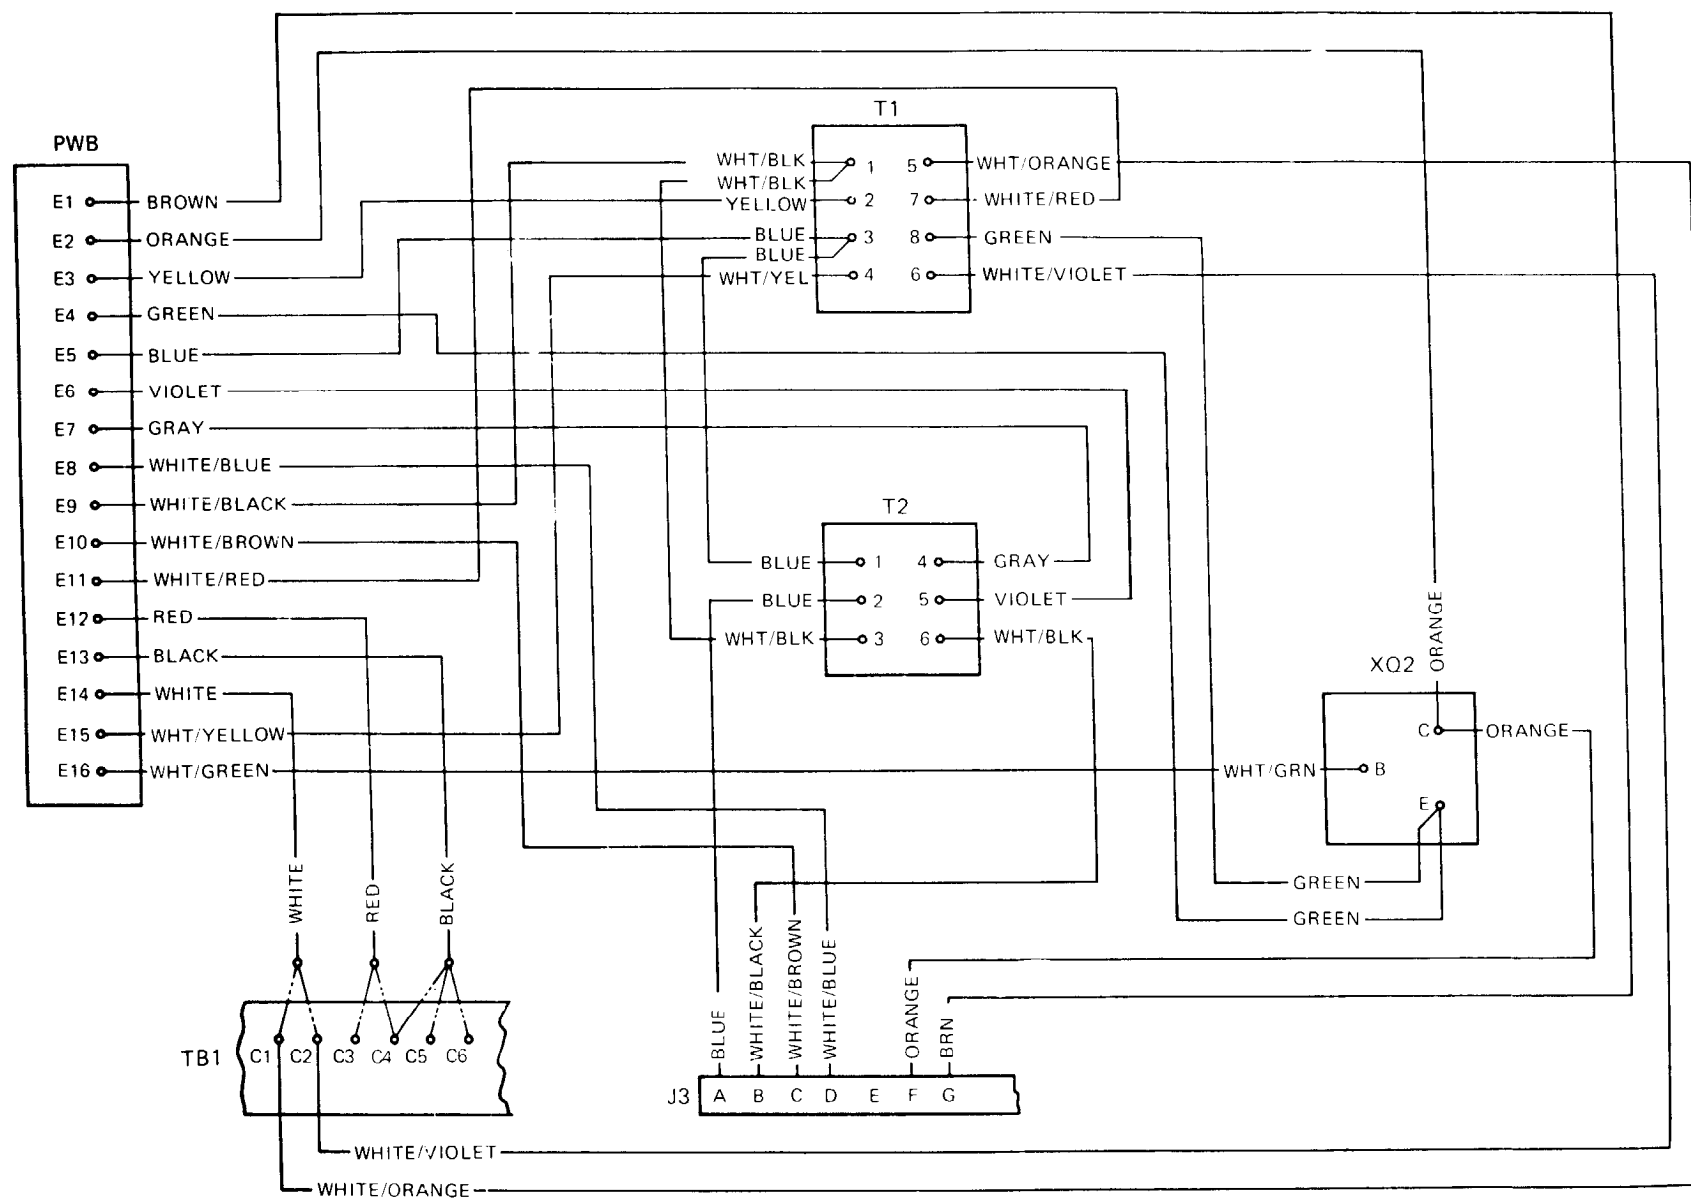 PWB
E1 BROWN
E2 ORANGE
E3 YELLOW
E4 GREEN
E5 BLUE
E6 VIOLET
E7 GRAY
E8 WHITE/BLUE
E9 WHITE/BLACK
E10 WHITE/BROWN
E11 WHITE/RED
E12 RED
E13 BLACK
E14 WHITE
E15 WHT/YELLOW
E16 WHT/GREEN
T1
WHT/BLK 1 5 WHT/ORANGE
WHT/BLK
YELLOW 2 7 WHITE/RED
BLUE 3 8 GREEN
BLUE
WHT/YEL 4 6 WHITE/VIOLET
T2
BLUE 1 4 GRAY
BLUE 2 5 VIOLET
WHT/BLK 3 6 WHT/BLK
ORANGE
XQ2
C ORANGE
WHT/GRN B
E
GREEN
GREEN
WHITE
RED
BLACK
TB1 C1 C2 C3 C4 C5 C6
BLUE
WHITE/BLACK
WHITE/BROWN
WHITE/BLUE
ORANGE
BRN
J3 A B C D E F G
WHITE/VIOLET
WHITE/ORANGE